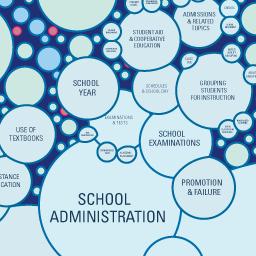 ADMISSIONS
& RELATED
TOPICS
STUDENT AID
& COOPERATIVE
EDUCATION
SCHOOL
YEAR
SCHEDULES
& SCHOOL DAY
GROUPING
STUDENTS
FOR INSTRUCTION
EXAMINATIONS
& TESTS
USE OF
TEXTBOOKS
SCHOOL
EXAMINATIONS
STANCE
CATION
PROMOTION
& FAILURE
SCHOOL
ADMINISTRATION